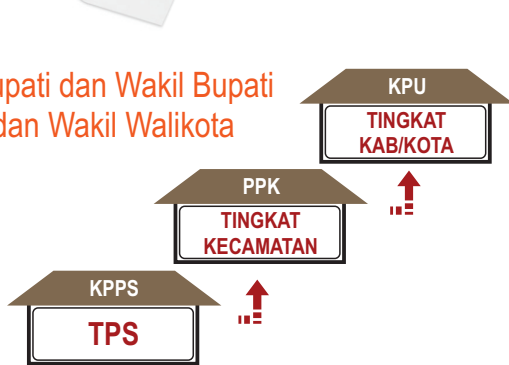 upati dan Wakil Bupati
dan Wakil Walikota
KPU
TINGKAT
KAB/KOTA
PPK
TINGKAT
KECAMATAN
KPPS
TPS